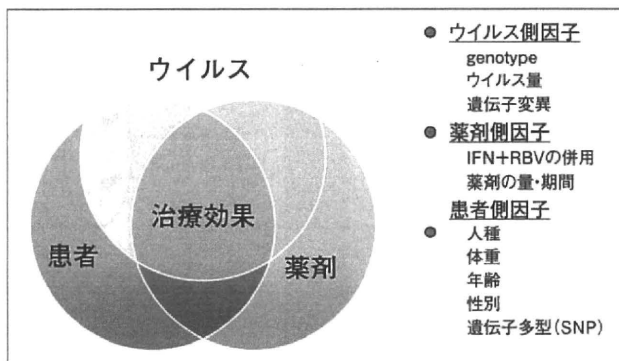 ウイルス
患者
治療効果
薬剤
● ウイルス側因子
genotype
ウイルス量
遺伝子変異
● 薬剤側因子
IFN+RBVの併用
薬剤の量・期間
患者側因子
● 人種
体重
年齢
性別
遺伝子多型(SNP)